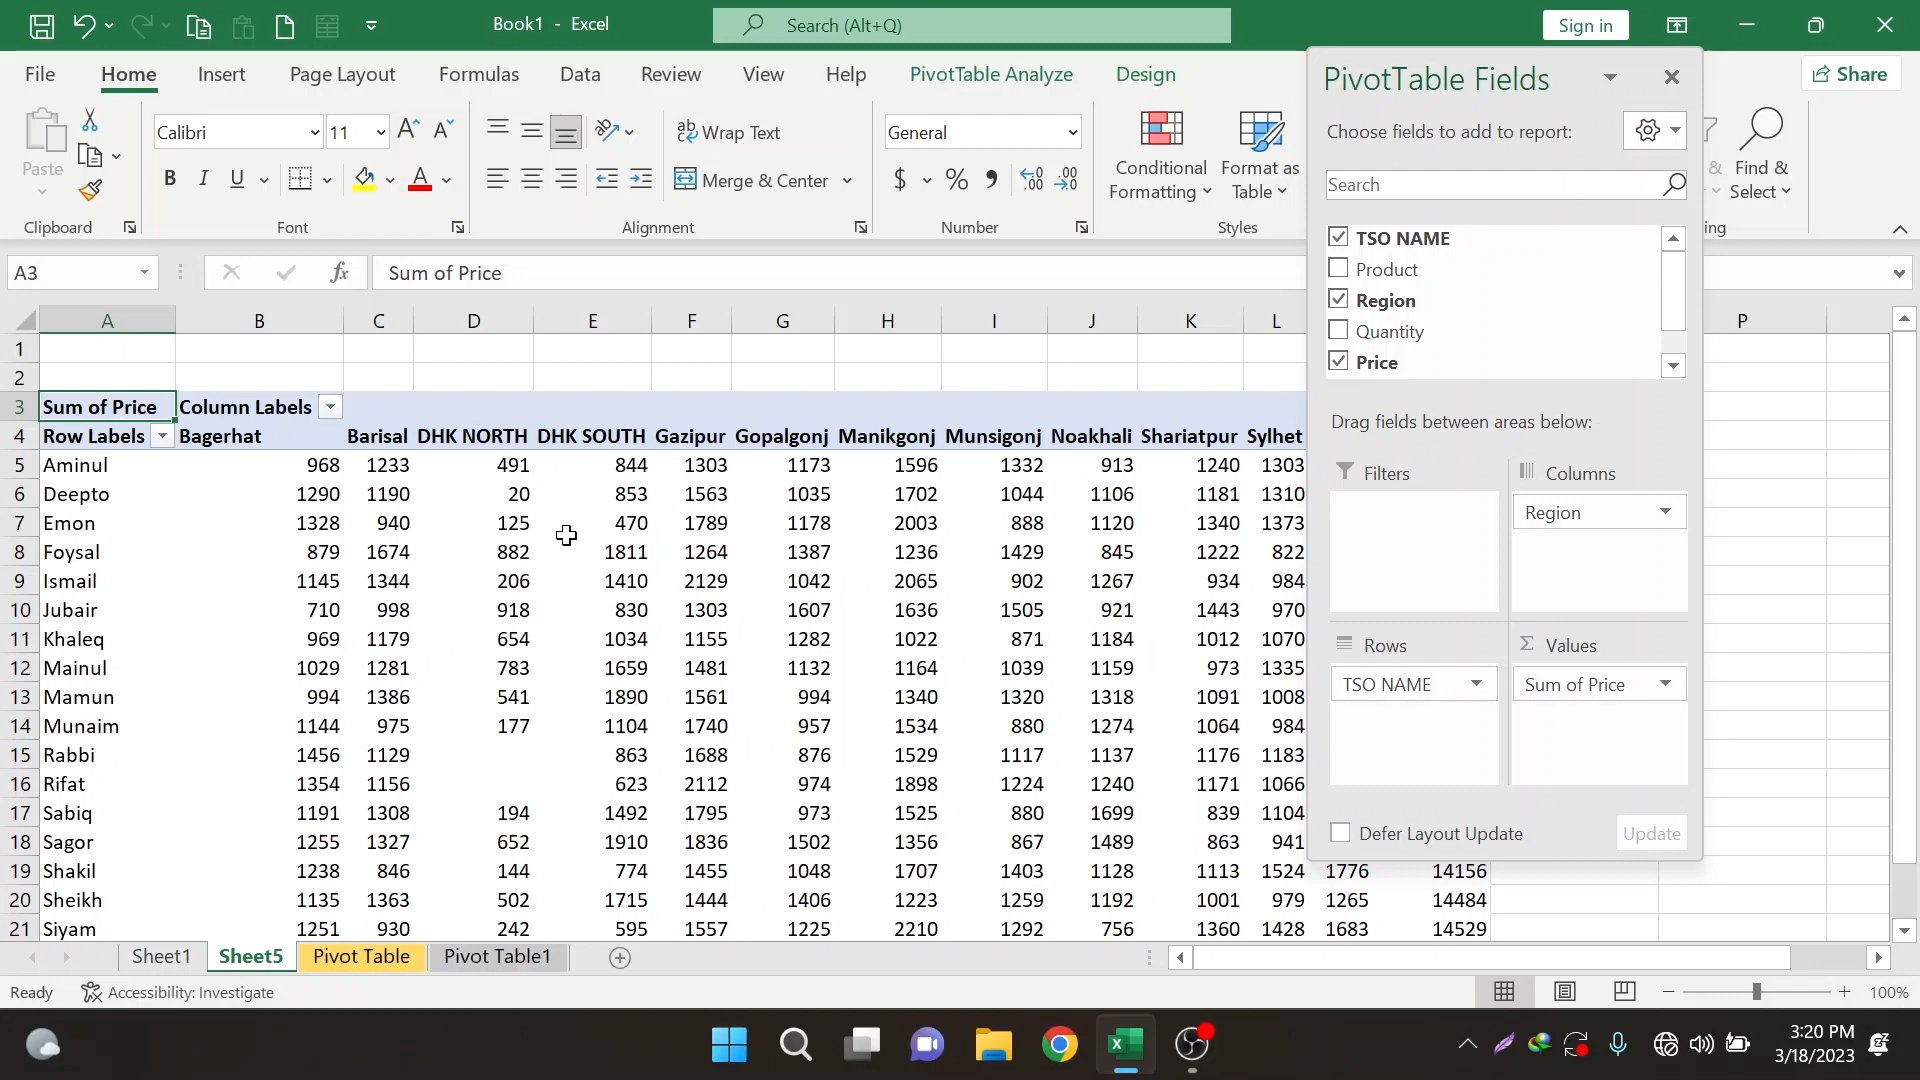 Book1 - Excel
Search (Alt+Q)
Sign in
File Home Insert Page Layout Formulas Data Review View Help PivotTable Analyze Design
Share
Paste
Calibri 11
B I U
Wrap Text
Merge & Center
General
$ % 9
Conditional Formatting
Format as Table
&
Find & Select
Clipboard Font Alignment Number Styles ing
A3
fx
Sum of Price
A B C D E F G H I J K L P
1
2
3 Sum of Price Column Labels
4 Row Labels Bagerhat Barisal DHK NORTH DHK SOUTH Gazipur Gopalgonj Manikgonj Munsigonj Noakhali Shariatpur Sylhet
5 Aminul 968 1233 491 844 1303 1173 1596 1332 913 1240 1303
6 Deepto 1290 1190 20 853 1563 1035 1702 1044 1106 1181 1310
7 Emon 1328 940 125 470 1789 1178 2003 888 1120 1340 1373
8 Foysal 879 1674 882 1811 1264 1387 1236 1429 845 1222 822
9 Ismail 1145 1344 206 1410 2129 1042 2065 902 1267 934 984
10 Jubair 710 998 918 830 1303 1607 1636 1505 921 1443 970
11 Khaleq 969 1179 654 1034 1155 1282 1022 871 1184 1012 1070
12 Mainul 1029 1281 783 1659 1481 1132 1164 1039 1159 973 1335
13 Mamun 994 1386 541 1890 1561 994 1340 1320 1318 1091 1008
14 Munaim 1144 975 177 1104 1740 957 1534 880 1274 1064 984
15 Rabbi 1456 1129 863 1688 876 1529 1117 1137 1176 1183
16 Rifat 1354 1156 623 2112 974 1898 1224 1240 1171 1066
17 Sabiq 1191 1308 194 1492 1795 973 1525 880 1699 839 1104
18 Sagor 1255 1327 652 1910 1836 1502 1356 867 1489 863 941
19 Shakil 1238 846 144 774 1455 1048 1707 1403 1128 1113 1524 1776 14156
20 Sheikh 1135 1363 502 1715 1444 1406 1223 1259 1192 1001 979 1265 14484
21 Siyam 1251 930 242 595 1557 1225 2210 1292 756 1360 1428 1683 14529
PivotTable Fields
Choose fields to add to report:
Search
TSO NAME
Product
Region
Quantity
Price
Drag fields between areas below:
Filters Columns
Region
Rows Values
TSO NAME Sum of Price
Defer Layout Update Update
Sheet1 Sheet5 Pivot Table Pivot Table1
Ready Accessibility: Investigate 100%
3:20 PM
3/18/2023